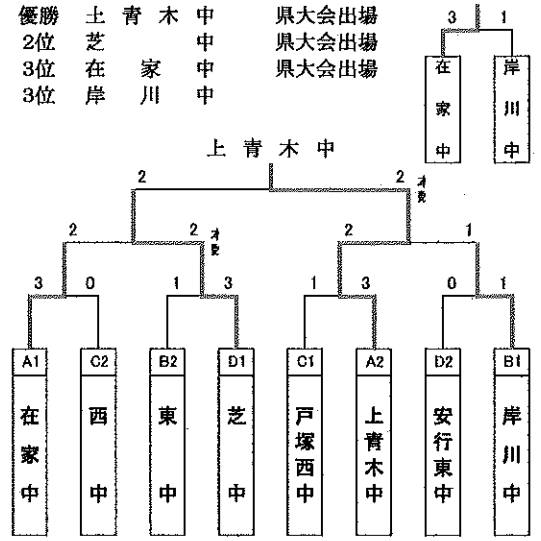 優勝 上青木中 県大会出場
2位 芝中 県大会出場
3位 在家中 県大会出場
3位 岸川中
3 1
在家中 岸川中
上青木中
2 2
2 2 2 1
3 0 1 3 1 3 0 1
A1 C2 B2 D1 C1 A2 D2 B1
在家中 西中 東中 芝中 戸塚西中 上青木中 安行東中 岸川中